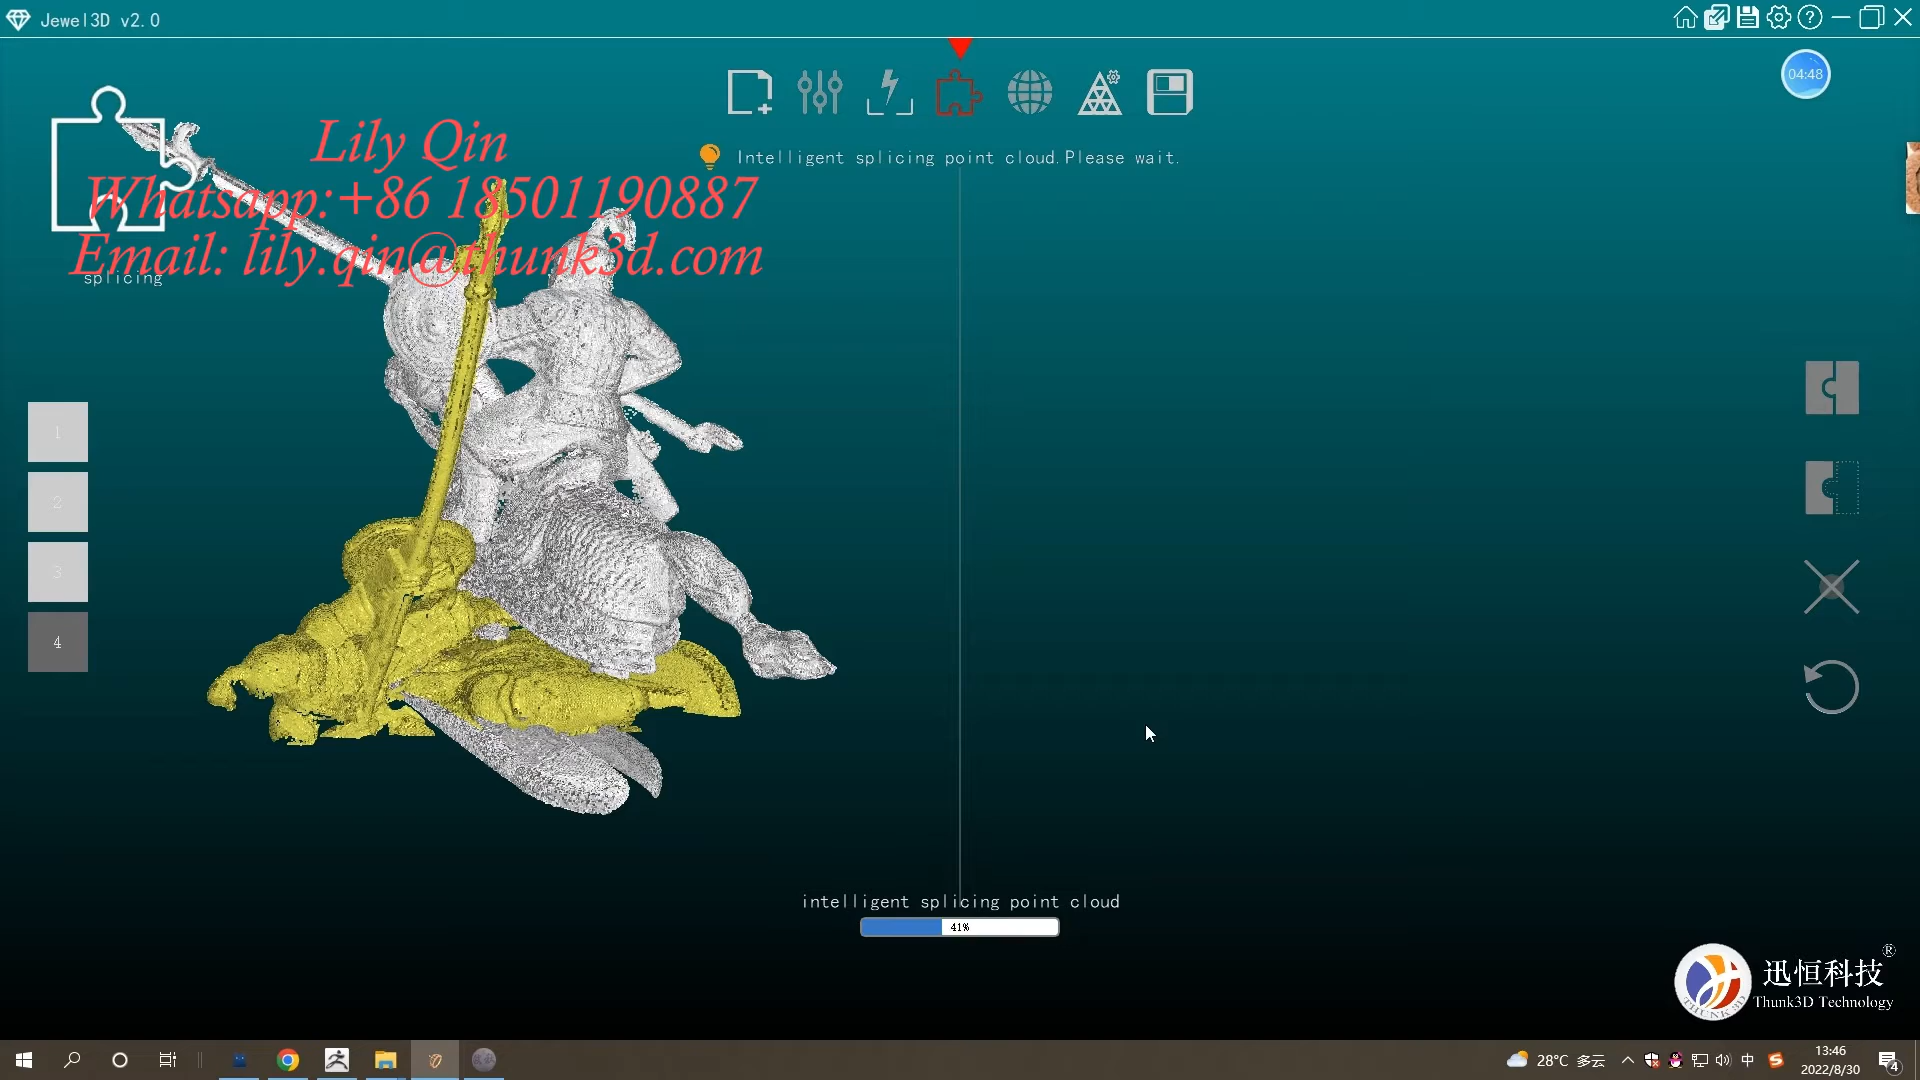 Jewel3D v2.0
04:48
Intelligent splicing point cloud.Please wait.
Lily Qin
Whatsapp:+86 18501190887
Email: lily.qin@thunk3d.com
splicing
1
2
3
4
intelligent splicing point cloud
41%
迅恒科技®
Thunk3D Technology
THUNK3D
28°C 多云
中
13:46
2022/8/30
4